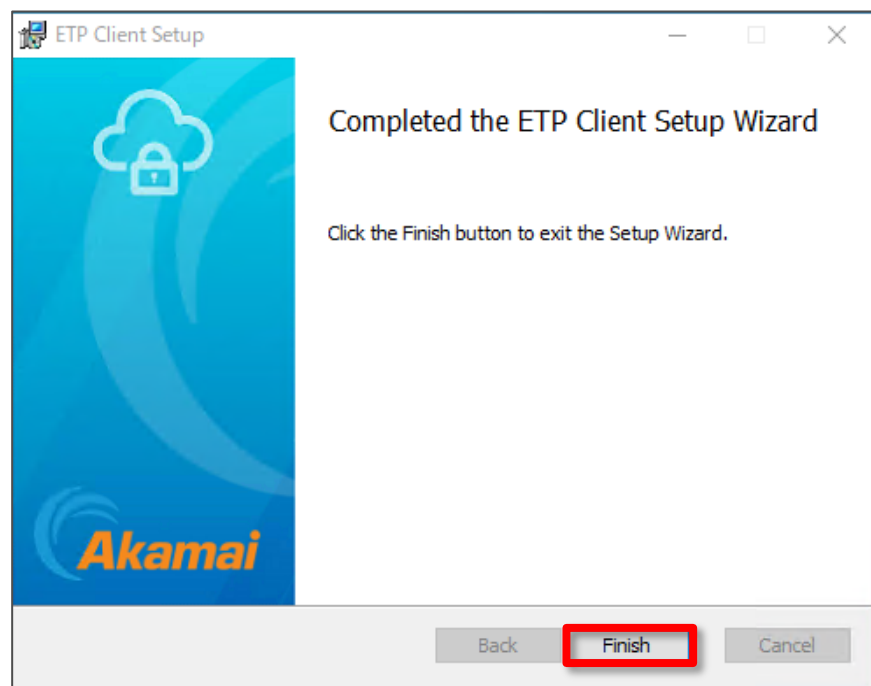 ETP Client Setup
Completed the ETP Client Setup Wizard
Click the Finish button to exit the Setup Wizard.
Akamai
Back Finish Cancel